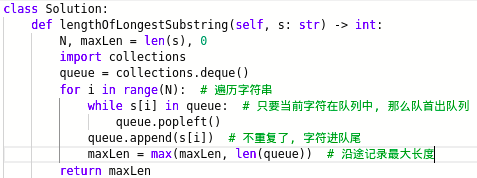 class Solution:
    def lengthOfLongestSubstring(self, s: str) -> int:
        N, maxLen = len(s), 0
        import collections
        queue = collections.deque()
        for i in range(N):  # 遍历字符串
            while s[i] in queue:  # 只要当前字符在队列中, 那么队首出队列
                queue.popleft()
            queue.append(s[i])  # 不重复了, 字符进队尾
            maxLen = max(maxLen, len(queue))  # 沿途记录最大长度
        return maxLen